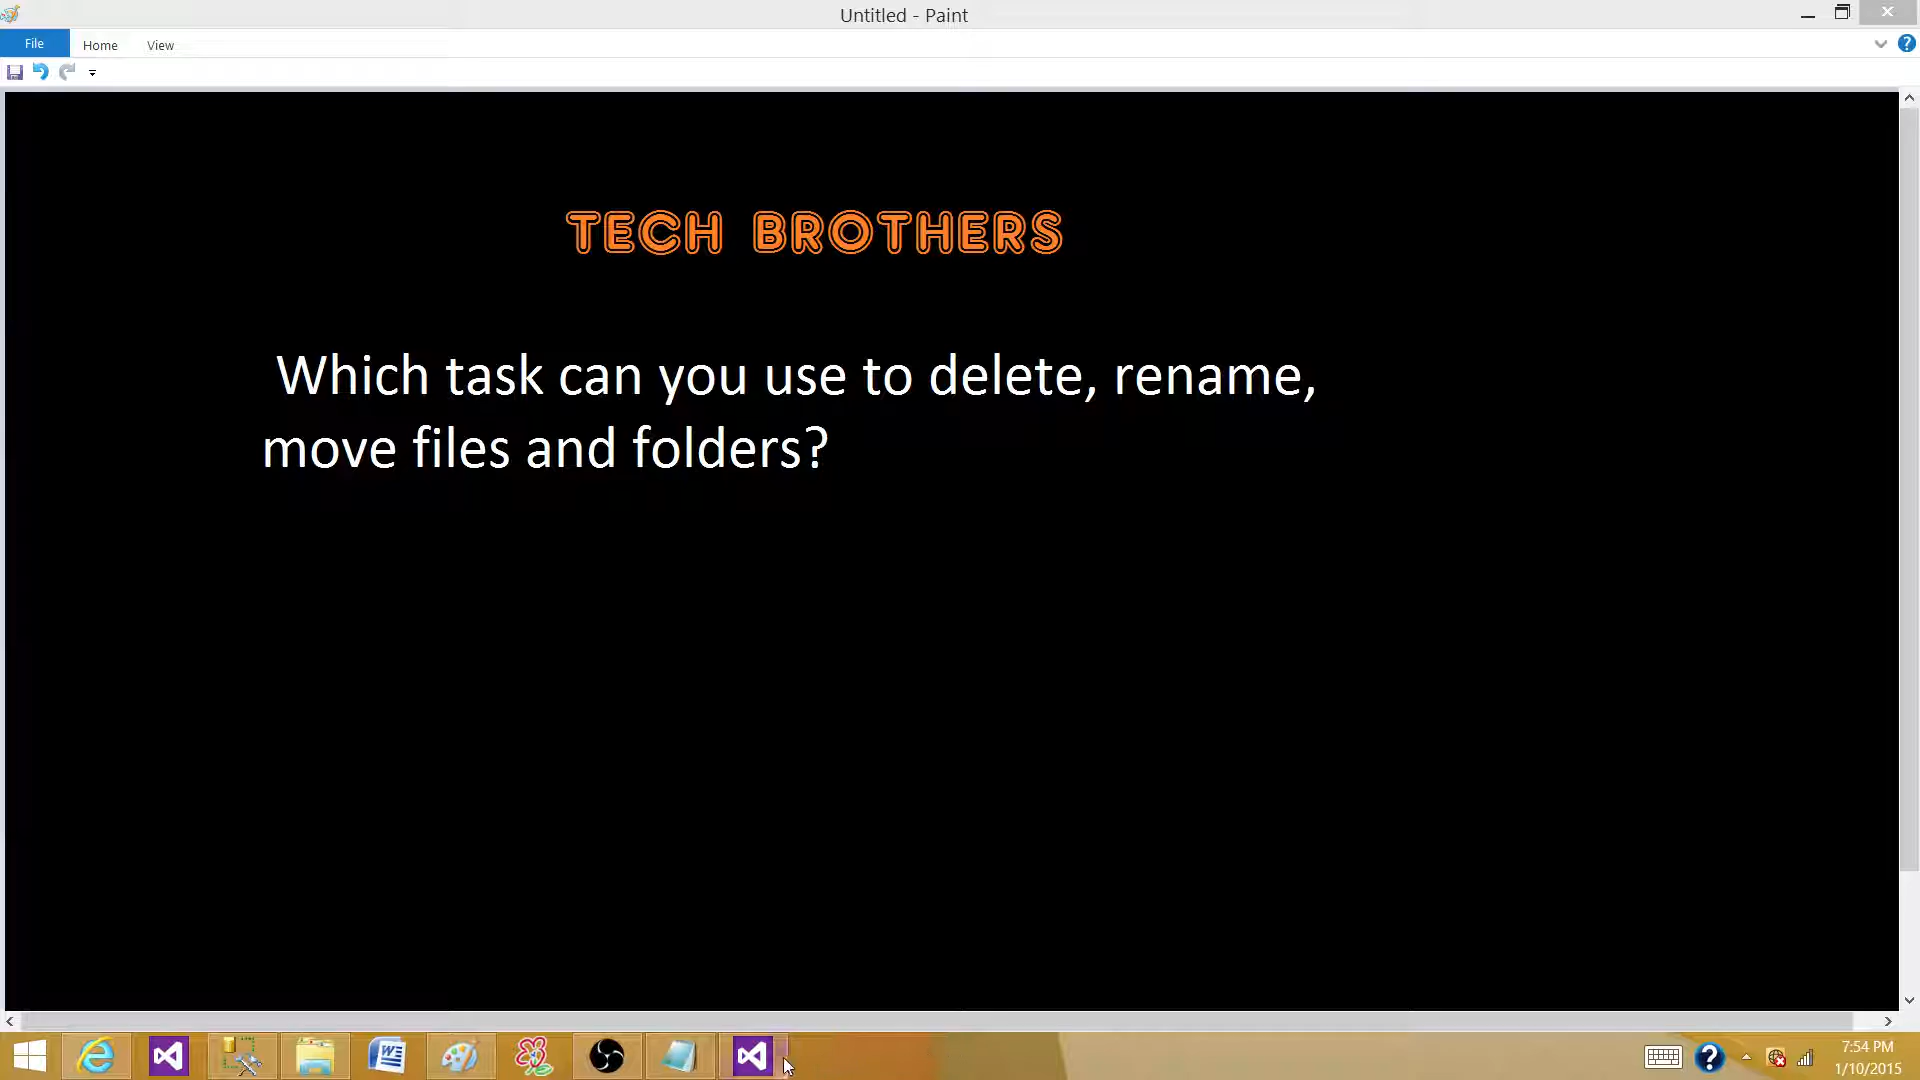 Untitled - Paint
File Home View
TECH BROTHERS
Which task can you use to delete, rename,
move files and folders?
7:54 PM
1/10/2015